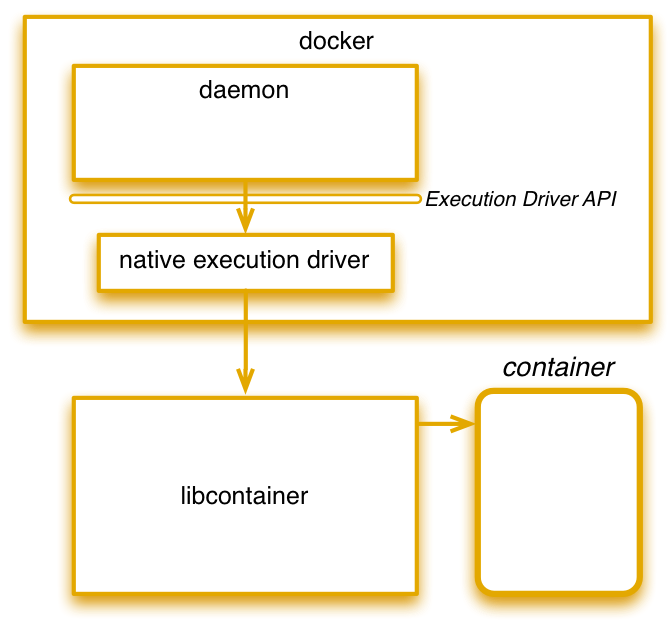 docker
daemon
Execution Driver API
native execution driver
container
libcontainer